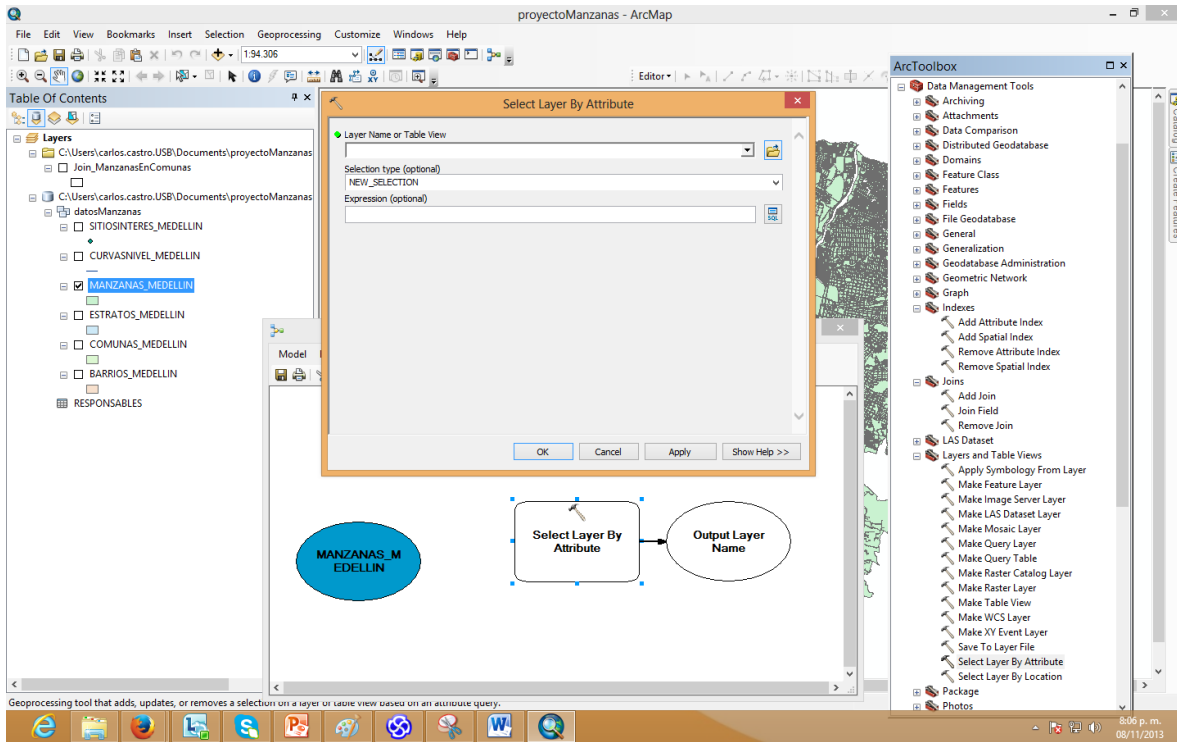 proyectoManzanas - ArcMap
File Edit View Bookmarks Insert Selection Geoprocessing Customize Windows Help
1:94.306
Editor
Table Of Contents
Layers
C:\Users\carlos.castro.USB\Documents\proyectoManzanas
Join_ManzanasEnComunas
C:\Users\carlos.castro.USB\Documents\proyectoManzanas
datosManzanas
SITIOSINTERES_MEDELLIN
CURVASNIVEL_MEDELLIN
MANZANAS_MEDELLIN
ESTRATOS_MEDELLIN
COMUNAS_MEDELLIN
BARRIOS_MEDELLIN
RESPONSABLES
Select Layer By Attribute
Layer Name or Table View
Selection type (optional)
NEW_SELECTION
Expression (optional)
SQL
OK Cancel Apply Show Help >>
Model
MANZANAS_M
EDELLIN
Select Layer By
Attribute
Output Layer
Name
ArcToolbox
Data Management Tools
Archiving
Attachments
Data Comparison
Distributed Geodatabase
Domains
Feature Class
Features
Fields
File Geodatabase
General
Generalization
Geodatabase Administration
Geometric Network
Graph
Indexes
Add Attribute Index
Add Spatial Index
Remove Attribute Index
Remove Spatial Index
Joins
Add Join
Join Field
Remove Join
LAS Dataset
Layers and Table Views
Apply Symbology From Layer
Make Feature Layer
Make Image Server Layer
Make LAS Dataset Layer
Make Mosaic Layer
Make Query Layer
Make Query Table
Make Raster Catalog Layer
Make Raster Layer
Make Table View
Make WCS Layer
Make XY Event Layer
Save To Layer File
Select Layer By Attribute
Select Layer By Location
Package
Photos
Catalog
Create Features
Geoprocessing tool that adds, updates, or removes a selection on a layer or table view based on an attribute query.
8:06 p. m.
08/11/2013